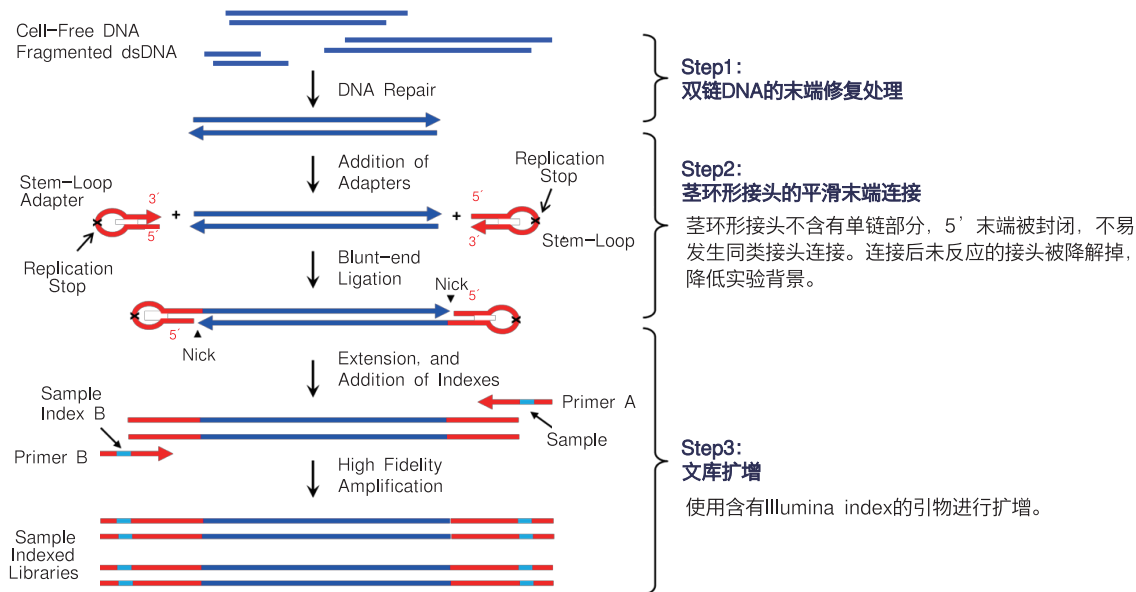 Cell-Free DNA
Fragmented dsDNA
DNA Repair
Step1:
双链DNA的末端修复处理
Addition of
Adapters
Stem-Loop
Adapter
3´
5´
+
+
5´
3´
Replication
Stop
Stem-Loop
Replication
Stop
Step2:
茎环形接头的平滑末端连接
茎环形接头不含有单链部分，5’末端被封闭，不易
发生同类接头连接。连接后未反应的接头被降解掉，
降低实验背景。
Blunt-end
Ligation
Nick
5´
5´
Nick
Extension, and
Addition of Indexes
Sample
Index B
Primer A
Sample
Primer B
High Fidelity
Amplification
Step3:
文库扩增
使用含有Illumina index的引物进行扩增。
Sample
Indexed
Libraries